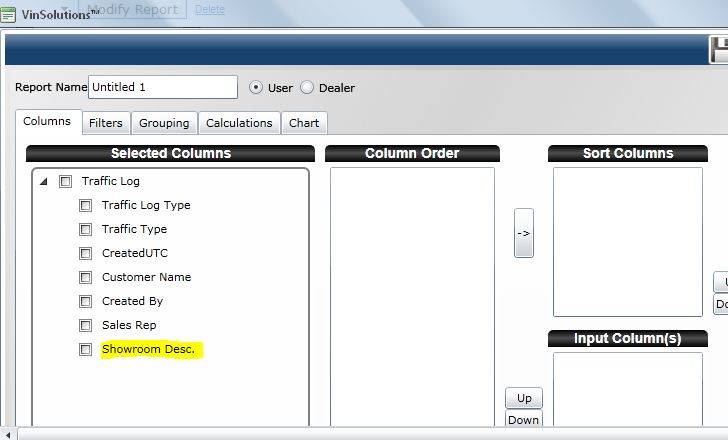 Modify Report Delete
VinSolutions™
Report Name Untitled 1 User Dealer
Columns Filters Grouping Calculations Chart
Selected Columns Column Order Sort Columns
Traffic Log
Traffic Log Type
Traffic Type
CreatedUTC
->
Customer Name
Created By
Sales Rep
Showroom Desc.
Input Column(s)
Up
Down